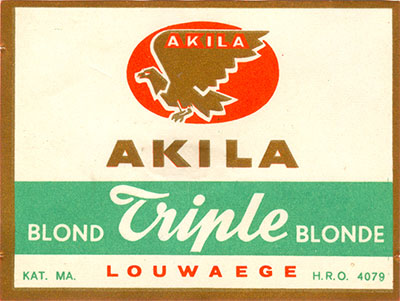 AKILA
AKILA
BLOND Triple BLONDE
KAT. MA. LOUWAEGE H.R.O. 4079